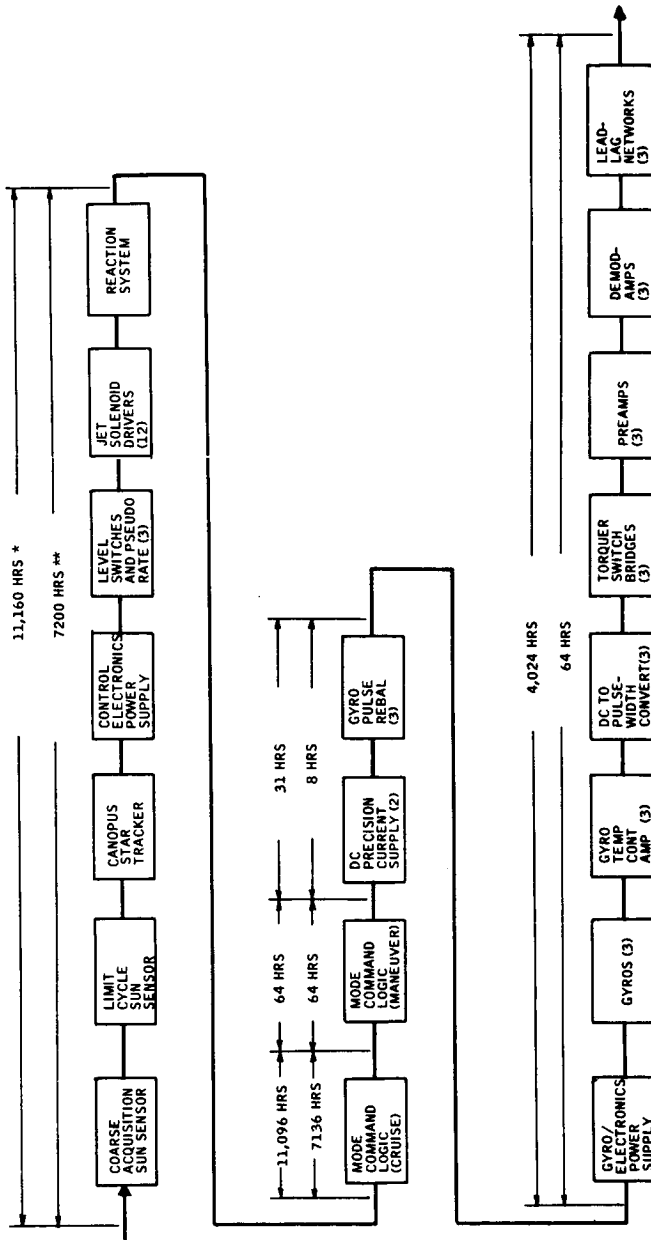 11,160 HRS *
7200 HRS **
COARSE
ACQUISITION
SUN SENSOR
LIMIT
CYCLE
SUN
SENSOR
CANOPUS
STAR
TRACKER
CONTROL
ELECTRONICS
POWER
SUPPLY
LEVEL
SWITCHES
AND PSEUDO
RATE (3)
JET
SOLENOID
DRIVERS
(12)
REACTION
SYSTEM
11,096 HRS
7136 HRS
64 HRS
64 HRS
31 HRS
8 HRS
MODE
COMMAND
LOGIC
(CRUISE)
MODE
COMMAND
LOGIC
(MANEUVER)
DC
PRECISION
CURRENT
SUPPLY (2)
GYRO
PULSE
REBAL
(3)
4,024 HRS
64 HRS
GYRO/
ELECTRONICS
POWER
SUPPLY
GYROS (3)
GYRO
TEMP
CONT
AMP (3)
DC TO
PULSE-
WIDTH
CONVERT(3)
TORQUER
SWITCH
BRIDGES
(3)
PREAMPS
(3)
DEMOD-
AMPS
(3)
LEAD-
LAG
NETWORKS
(3)